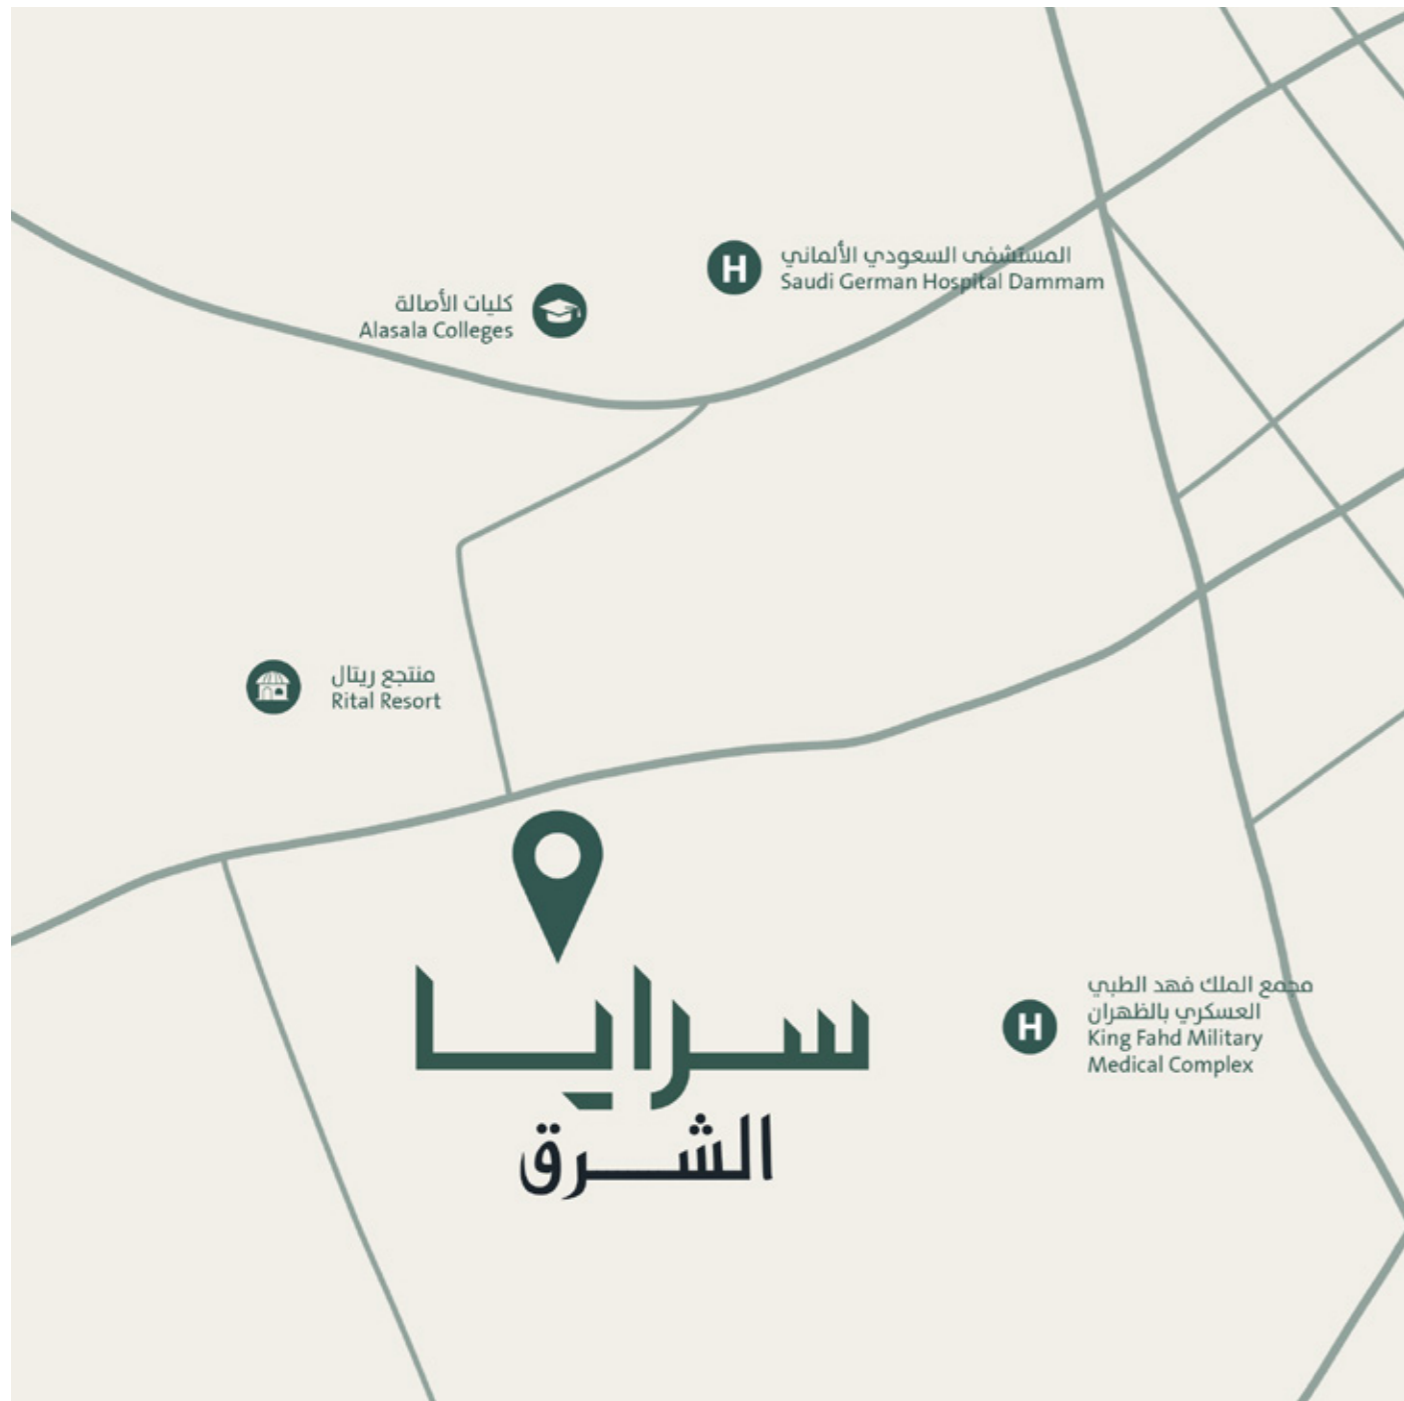 المستشفى السعودي الألماني
Saudi German Hospital Dammam
كليات الأصالة
Alasala Colleges
منتجع ريتال
Rital Resort
سرايا
الشرق
مجمع الملك فهد الطبي
العسكري بالظهران
King Fahd Military
Medical Complex
H
H